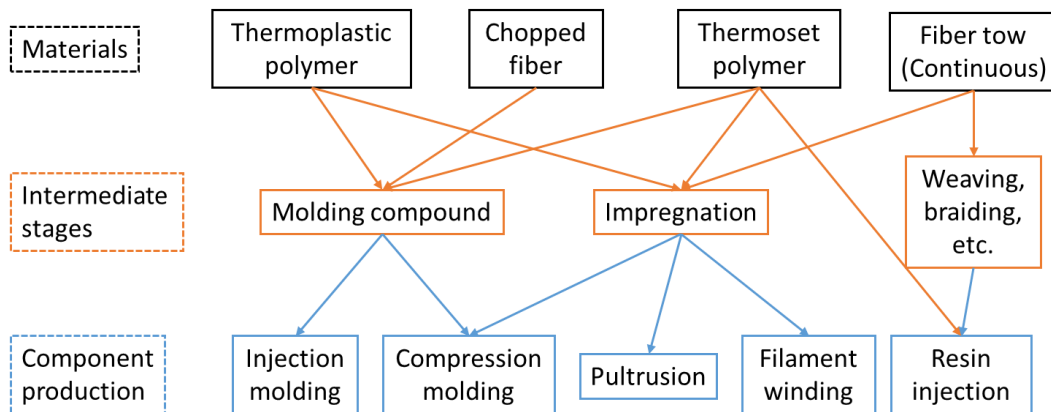 Materials
Thermoplastic
polymer
Chopped
fiber
Thermoset
polymer
Fiber tow
(Continuous)
Intermediate
stages
Molding compound
Impregnation
Weaving,
braiding,
etc.
Component
production
Injection
molding
Compression
molding
Pultrusion
Filament
winding
Resin
injection